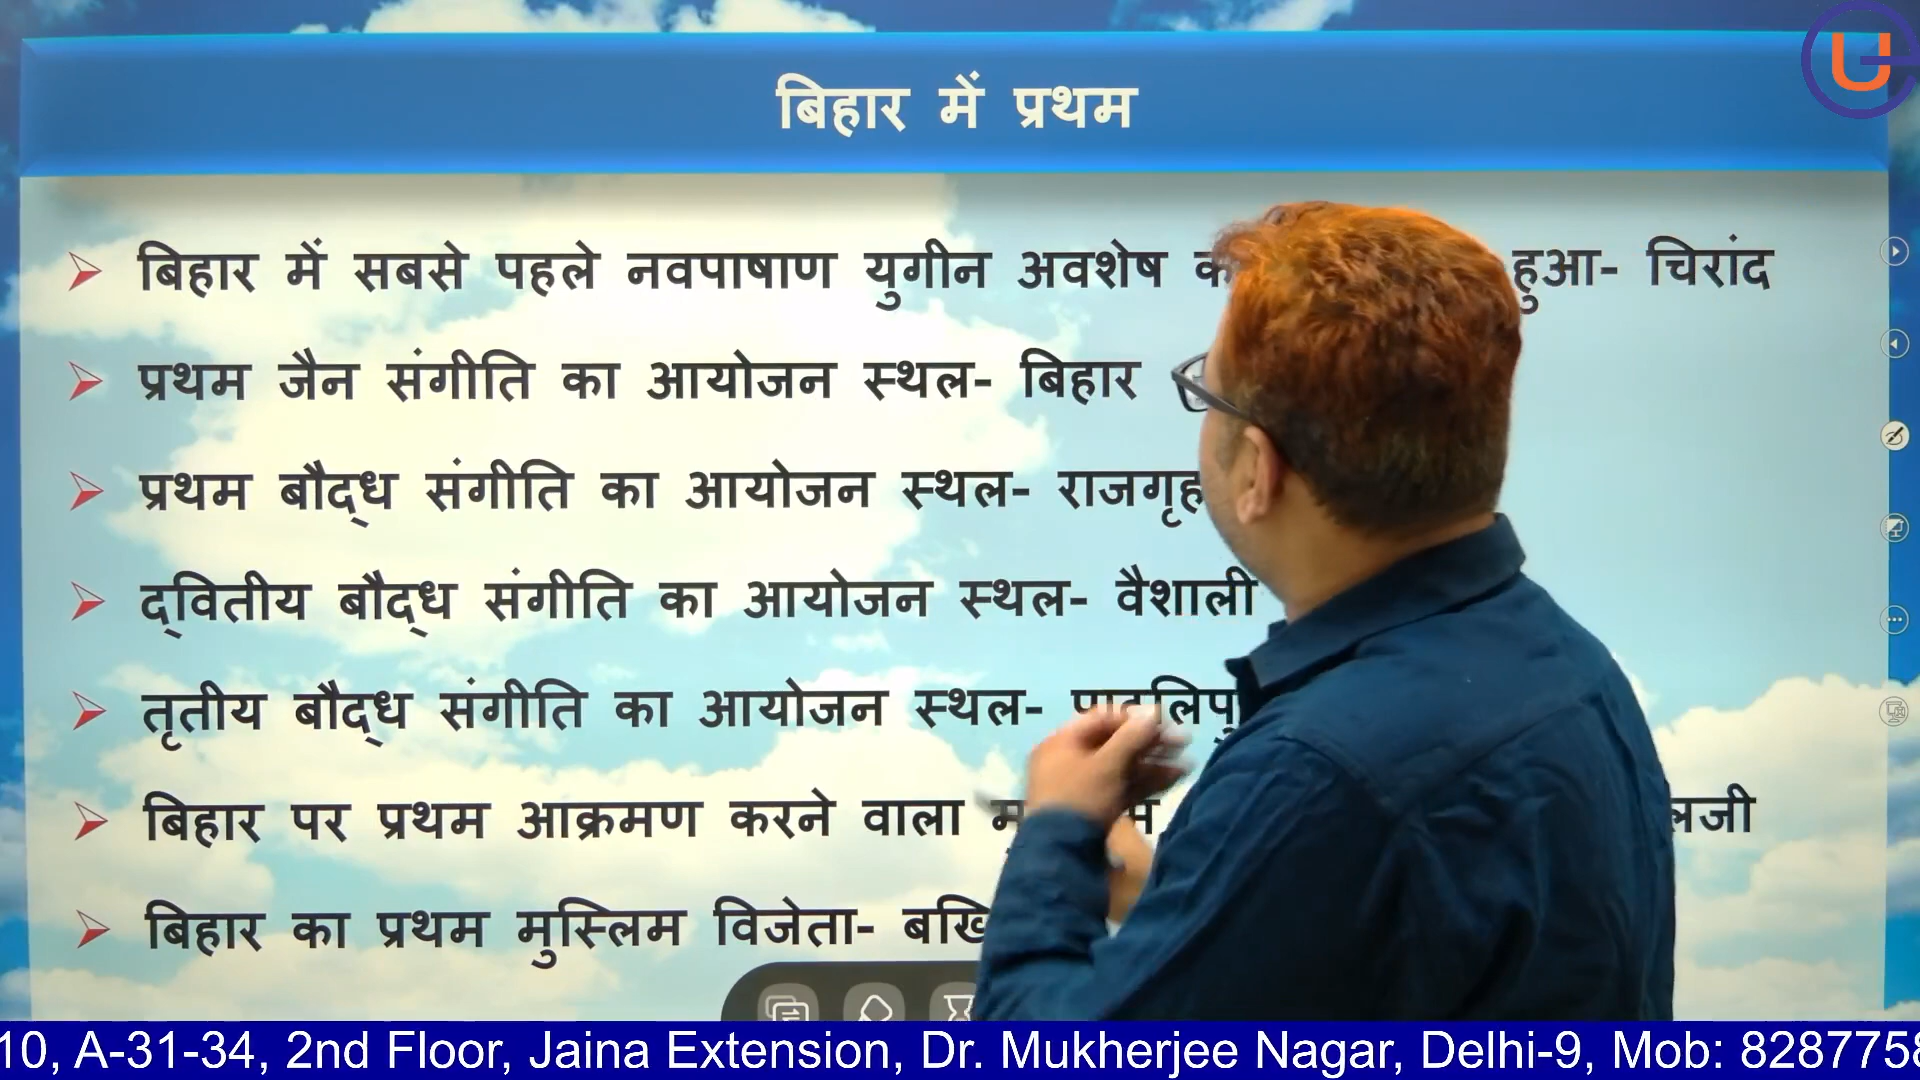 बिहार में प्रथम
बिहार में सबसे पहले नवपाषाण युगीन अवशेष हुआ- चिरांद
प्रथम जैन संगीति का आयोजन स्थल- बिहार
प्रथम बौद्ध संगीति का आयोजन स्थल- राजगृह
द्वितीय बौद्ध संगीति का आयोजन स्थल- वैशाली
तृतीय बौद्ध संगीति का आयोजन स्थल-
बिहार पर प्रथम आक्रमण करने वाला
बिहार का प्रथम मुस्लिम विजेता-
10, A-31-34, 2nd Floor, Jaina Extension, Dr. Mukherjee Nagar, Delhi-9, Mob: